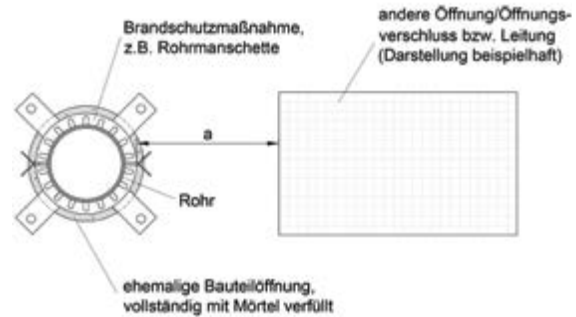 Brandschutzmaßnahme,
z.B. Rohrmanschette
andere Öffnung/Öffnungs-
verschluss bzw. Leitung
(Darstellung beispielhaft)
a
Rohr
ehemalige Bauteilöffnung,
vollständig mit Mörtel verfüllt